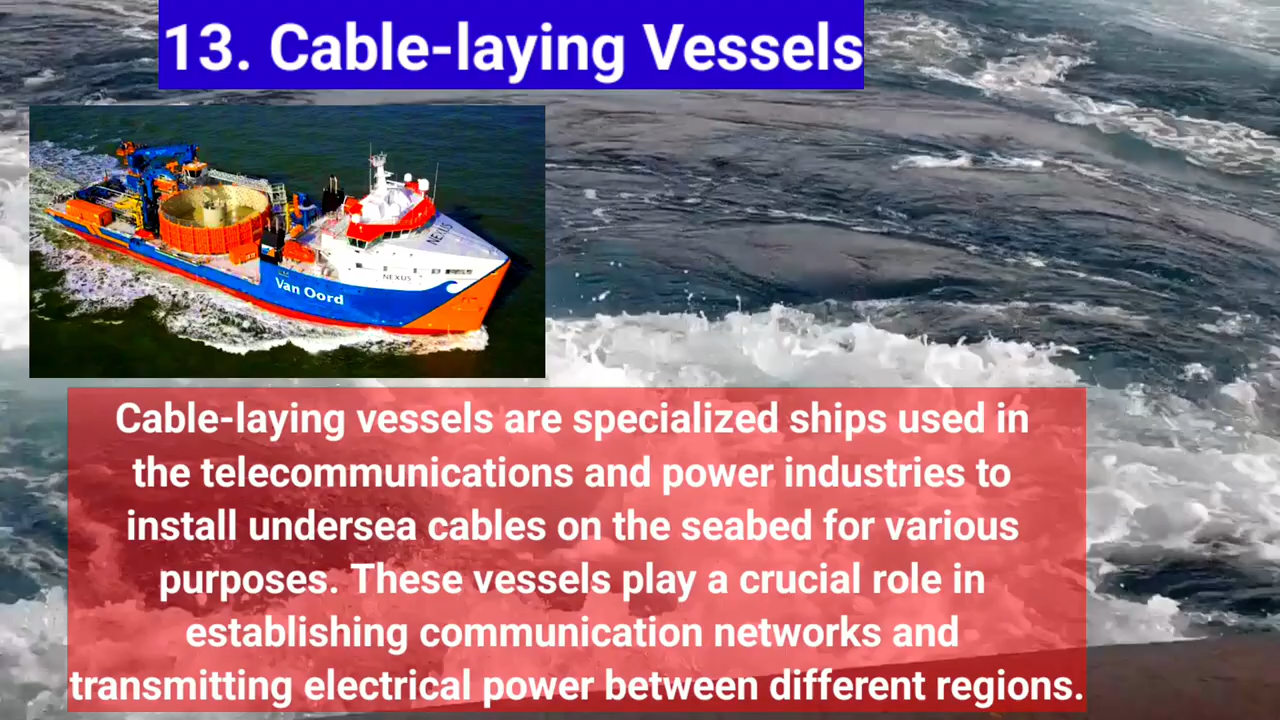 13. Cable-laying Vessels
NEXUS
NEXUS
Van Oord
Cable-laying vessels are specialized ships used in
the telecommunications and power industries to
install undersea cables on the seabed for various
purposes. These vessels play a crucial role in
establishing communication networks and
transmitting electrical power between different regions.